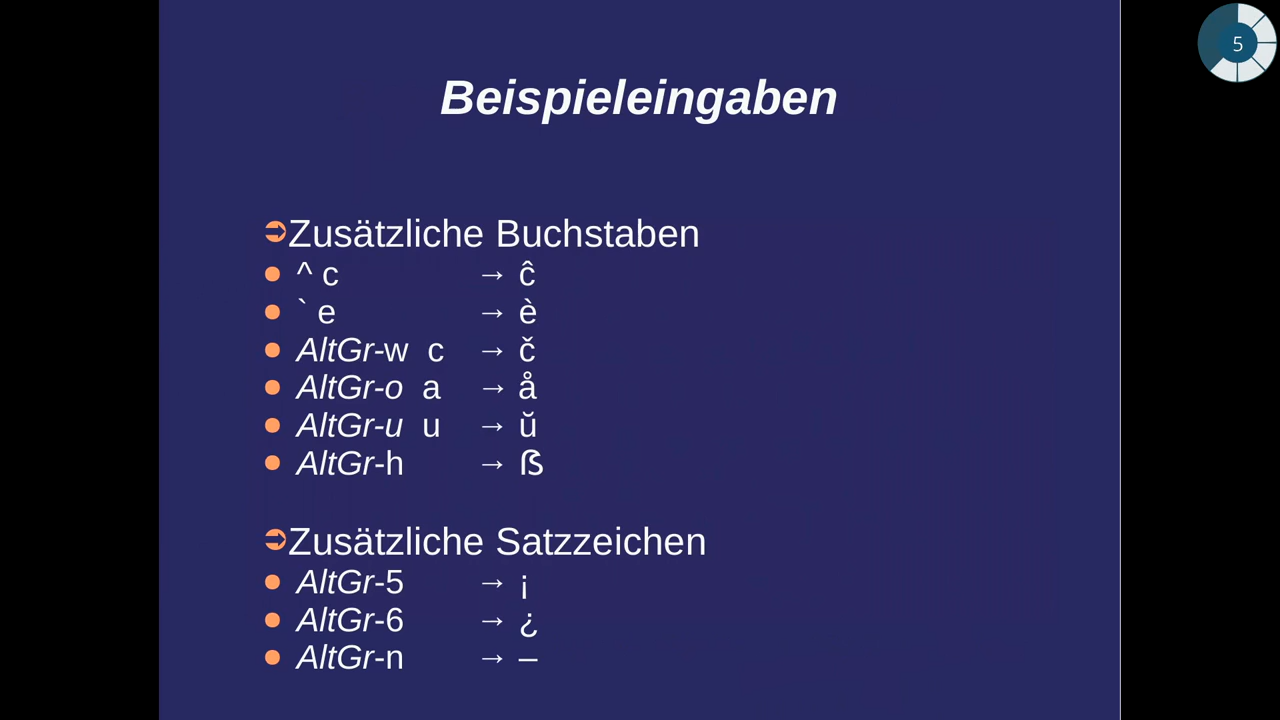 5
Beispieleingaben
➲Zusätzliche Buchstaben
● ^ c → ĉ
● ` e → è
● AltGr-w c → č
● AltGr-o a → å
● AltGr-u u → ŭ
● AltGr-h → ẞ
➲Zusätzliche Satzzeichen
● AltGr-5 → ¡
● AltGr-6 → ¿
● AltGr-n → –